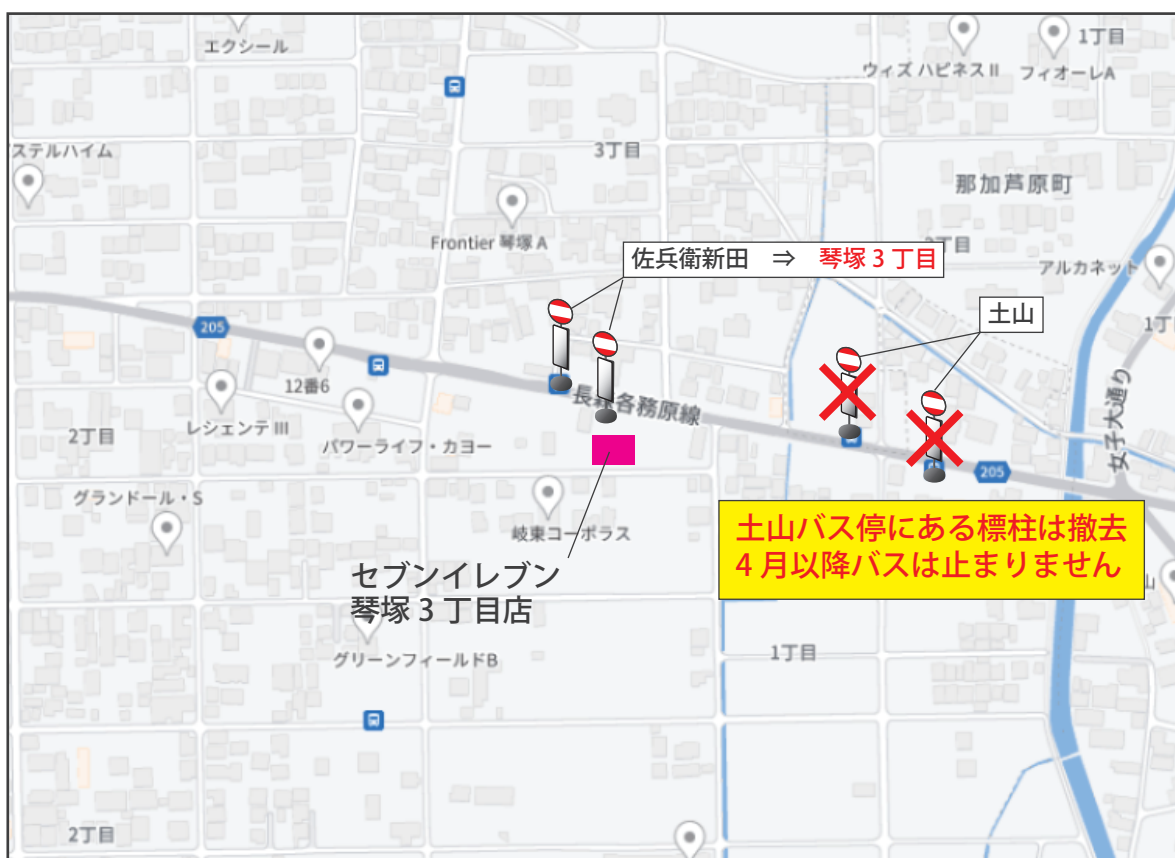 エクシール
ウィズ ハピネスⅡ
フィオーレA
1丁目
ステルハイム
3丁目
那加芦原町
Frontier 琴塚 A
2丁目
佐兵衛新田 ⇒ 琴塚3丁目
アルカネット
土山
1丁
205
12番6
長森各務原線
女子大通り
レジェンテⅢ
パワーライフ・カヨー
2丁目
205
グランドール・S
岐東コーポラス
土山バス停にある標柱は撤去
4月以降バスは止まりません
セブンイレブン
琴塚3丁目店
山
グリーンフィールドB
1丁目
2丁目